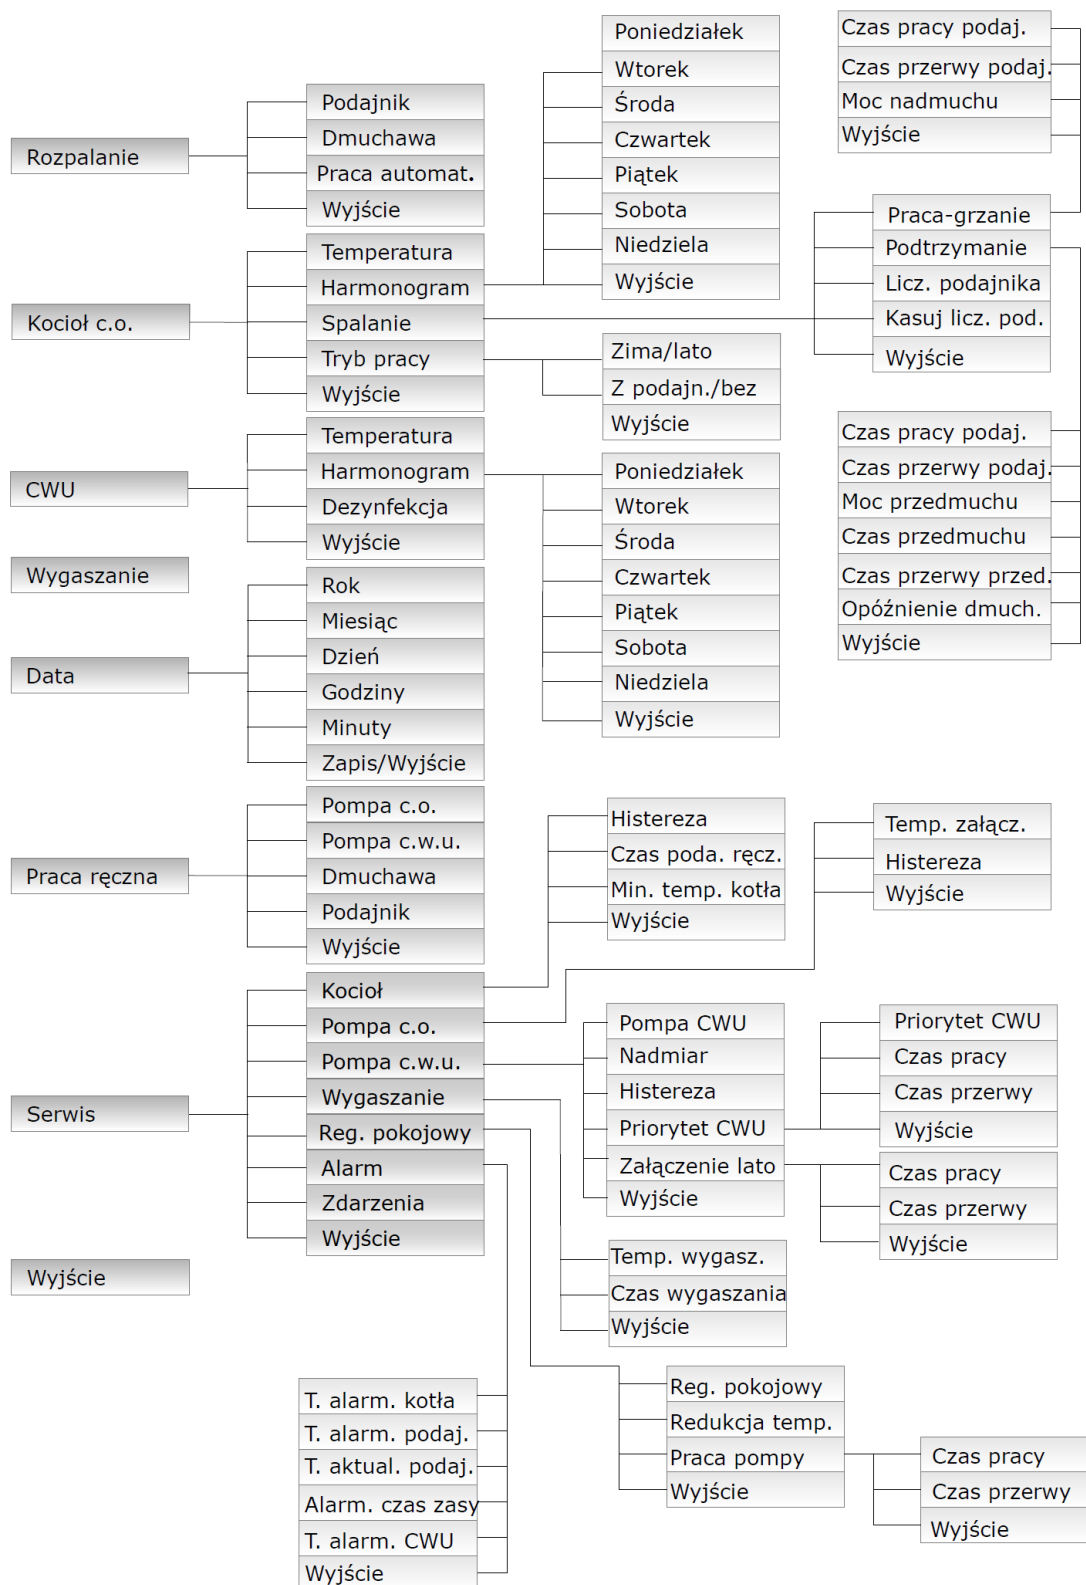 Rozpalanie
Podajnik
Dmuchawa
Praca automat.
Wyjście
Kocioł c.o.
Temperatura
Harmonogram
Spalanie
Tryb pracy
Wyjście
Poniedziałek
Wtorek
Środa
Czwartek
Piątek
Sobota
Niedziela
Wyjście
Praca-grzanie
Podtrzymanie
Licz. podajnika
Kasuj licz. pod.
Wyjście
Czas pracy podaj.
Czas przerwy podaj.
Moc nadmuchu
Wyjście
Czas pracy podaj.
Czas przerwy podaj.
Moc przedmuchu
Czas przedmuchu
Czas przerwy przed.
Opóźnienie dmuch.
Wyjście
Zima/lato
Z podajn./bez
Wyjście
CWU
Temperatura
Harmonogram
Dezynfekcja
Wyjście
Poniedziałek
Wtorek
Środa
Czwartek
Piątek
Sobota
Niedziela
Wyjście
Wygaszanie
Data
Rok
Miesiąc
Dzień
Godziny
Minuty
Zapis/Wyjście
Praca ręczna
Pompa c.o.
Pompa c.w.u.
Dmuchawa
Podajnik
Wyjście
Serwis
Kocioł
Pompa c.o.
Pompa c.w.u.
Wygaszanie
Reg. pokojowy
Alarm
Zdarzenia
Wyjście
Histereza
Czas poda. ręcz.
Min. temp. kotła
Wyjście
Temp. załącz.
Histereza
Wyjście
Pompa CWU
Nadmiar
Histereza
Priorytet CWU
Załączenie lato
Wyjście
Priorytet CWU
Czas pracy
Czas przerwy
Wyjście
Czas pracy
Czas przerwy
Wyjście
Temp. wygasz.
Czas wygaszania
Wyjście
Reg. pokojowy
Redukcja temp.
Praca pompy
Wyjście
Czas pracy
Czas przerwy
Wyjście
T. alarm. kotła
T. alarm. podaj.
T. aktual. podaj.
Alarm. czas zasy
T. alarm. CWU
Wyjście
Wyjście